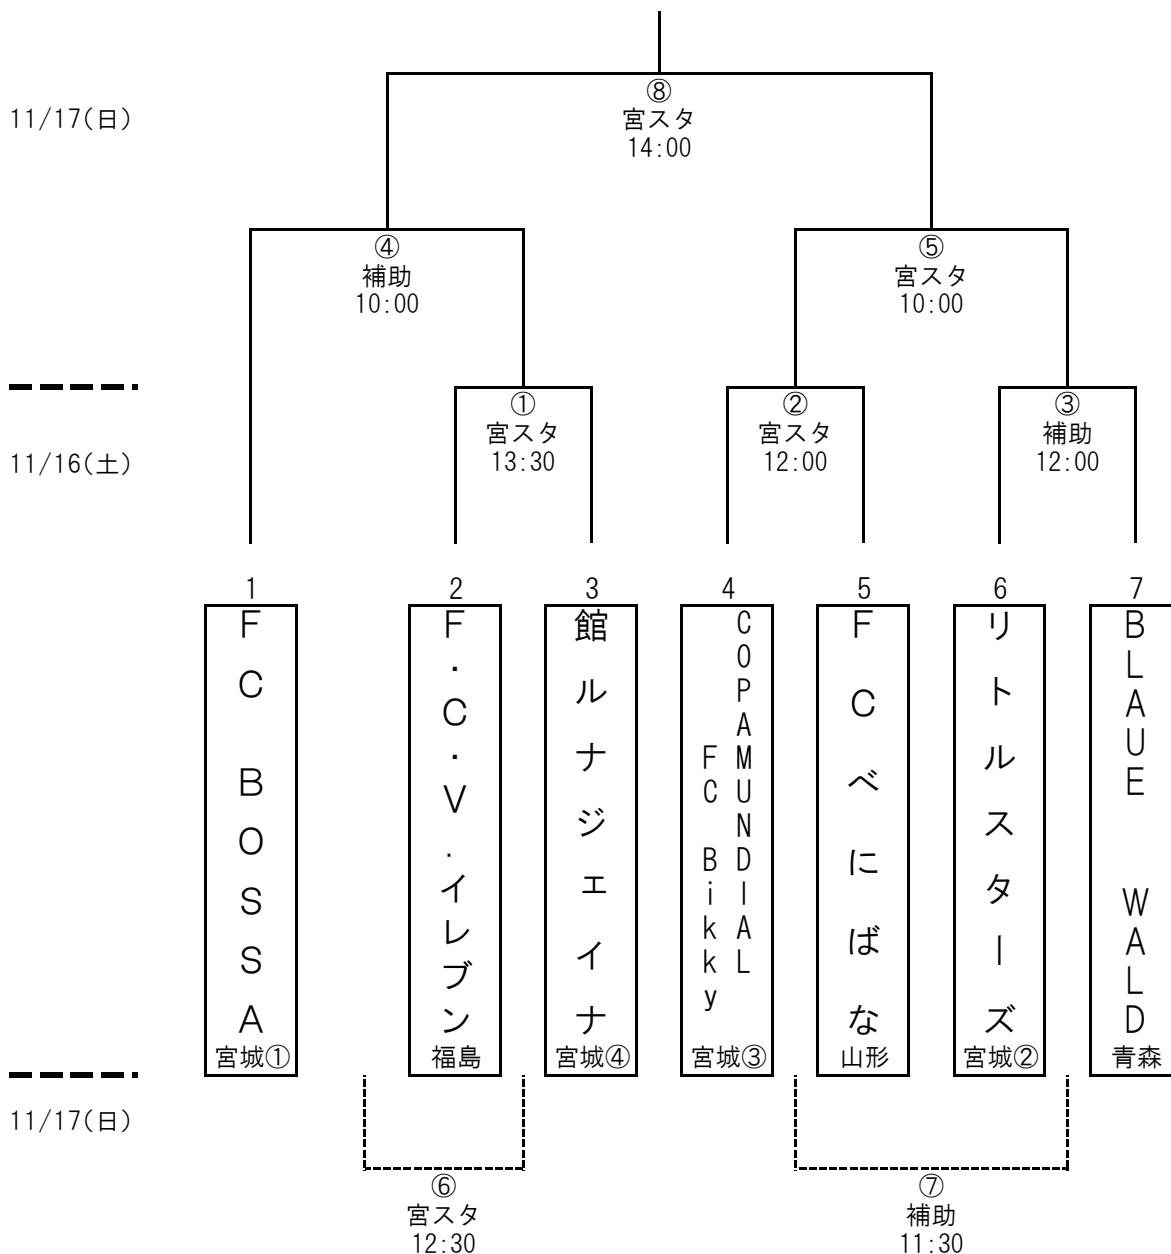 11/17(日)
⑧
宮スタ
14:00
④
補助
10:00
⑤
宮スタ
10:00
11/16(土)
①
宮スタ
13:30
②
宮スタ
12:00
③
補助
12:00
1
2
3
4
5
6
7
FC BOSSA
宮城①
F.C.V.イレブン
福島
館ルナジェイナ
宮城④
COPAMUNDIAL
FC Bikky
宮城③
FCべにばな
山形
リトルスターズ
宮城②
BLAUE WALD
青森
11/17(日)
⑥
宮スタ
12:30
⑦
補助
11:30